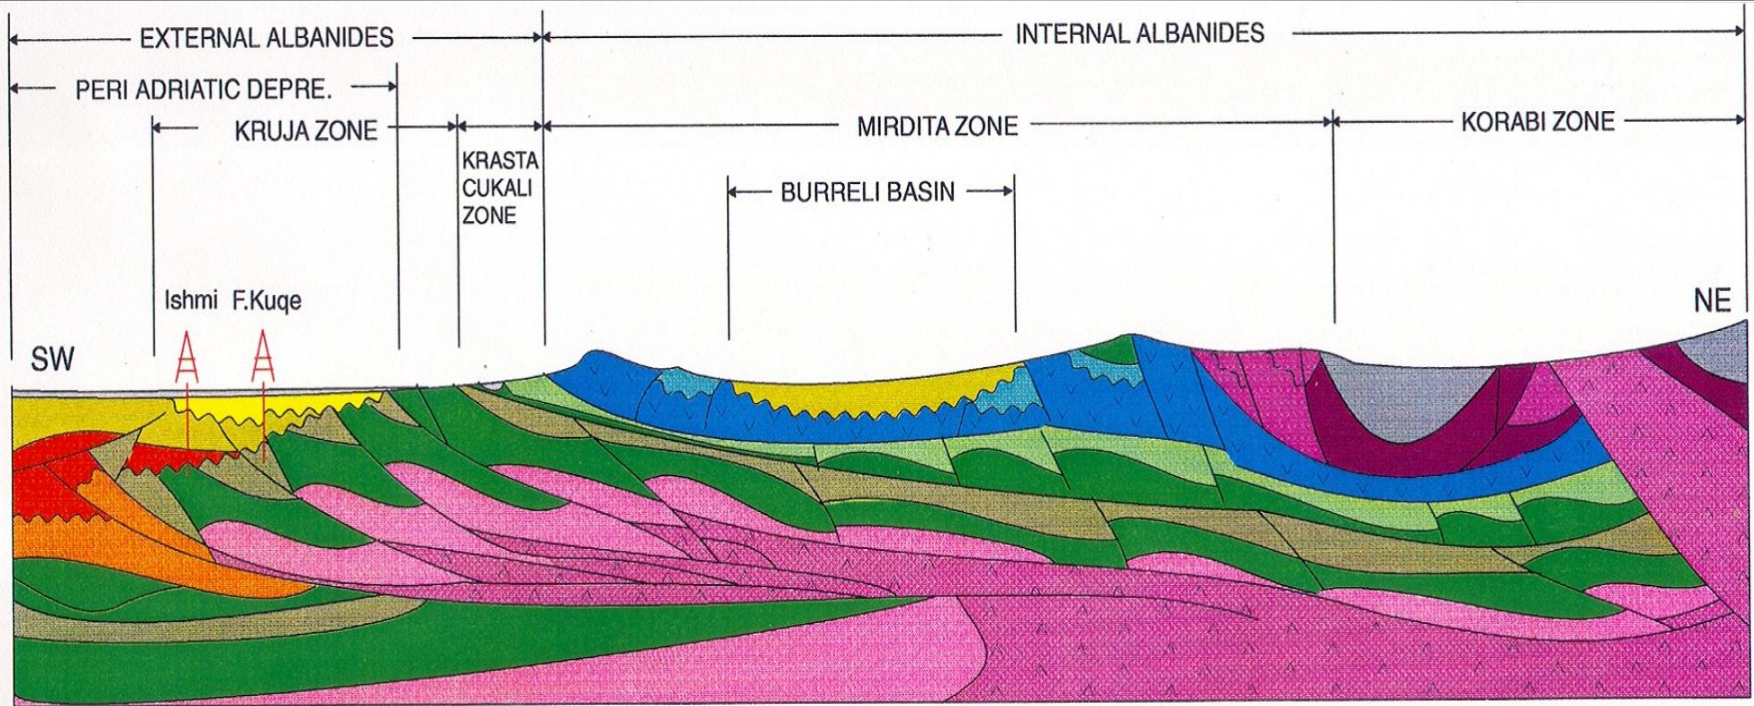 EXTERNAL ALBANIDES
INTERNAL ALBANIDES
PERI ADRIATIC DEPRE.
KRUJA ZONE
MIRDITA ZONE
KORABI ZONE
KRASTA
CUKALI
ZONE
BURRELI BASIN
Ishmi F.Kuqe
SW
NE